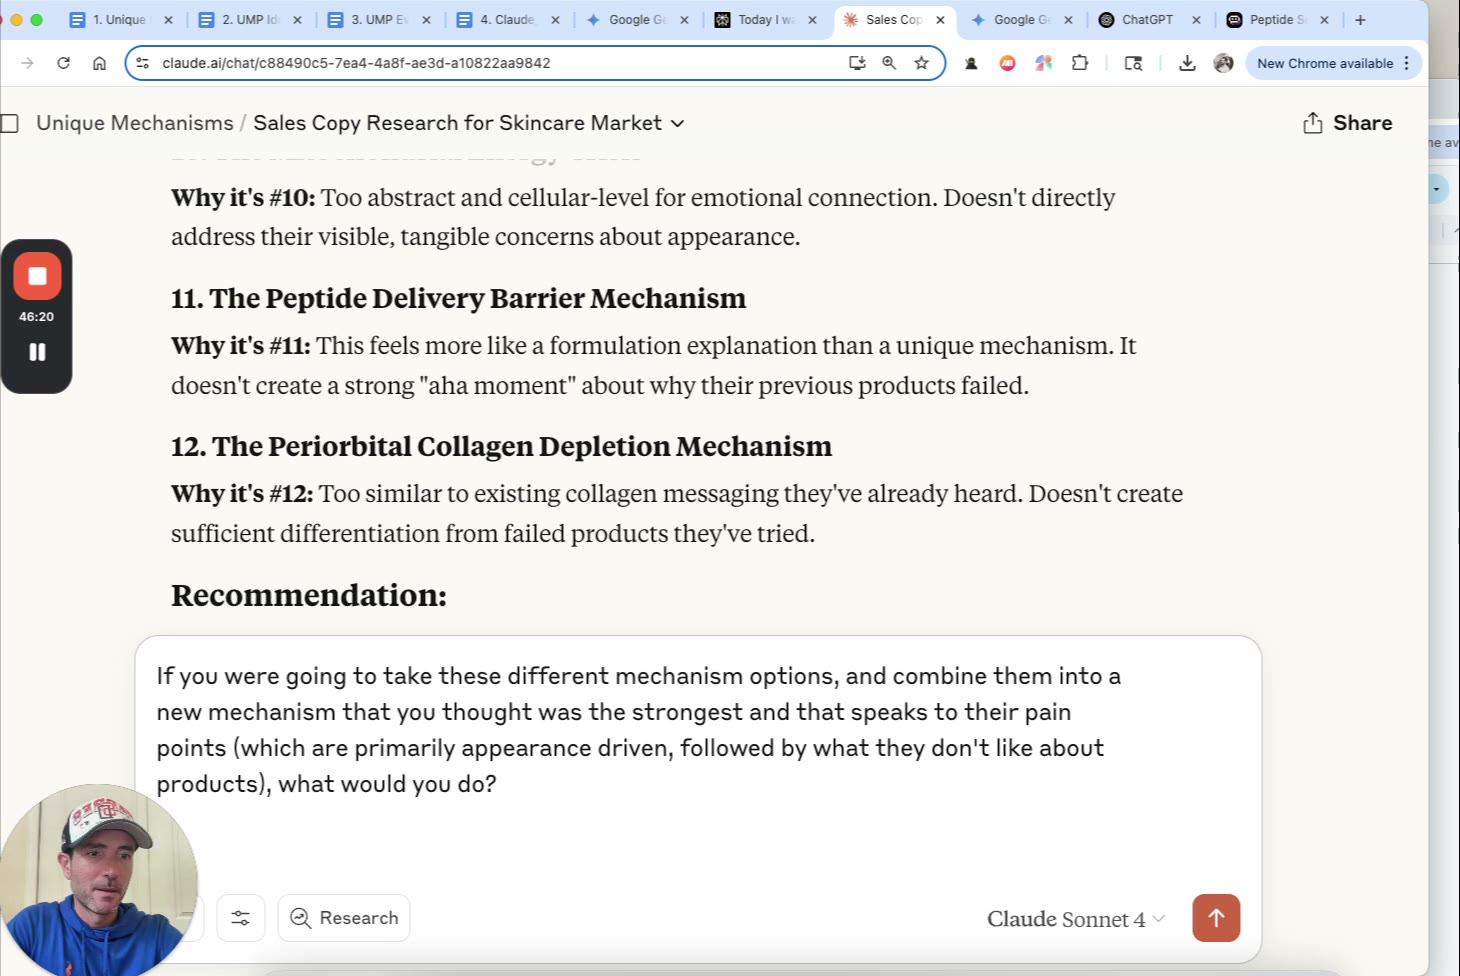 1. Unique
2. UMP Id
3. UMP Ev
4. Claude_
Google Ge
Today I w
Sales Cop
Google Ge
ChatGPT
Peptide S
claude.ai/chat/c88490c5-7ea4-4a8f-ae3d-a10822aa9842
New Chrome available
Unique Mechanisms / Sales Copy Research for Skincare Market
Share
Why it's #10: Too abstract and cellular-level for emotional connection. Doesn't directly
address their visible, tangible concerns about appearance.
11. The Peptide Delivery Barrier Mechanism
46:20
Why it's #11: This feels more like a formulation explanation than a unique mechanism. It
doesn't create a strong "aha moment" about why their previous products failed.
12. The Periorbital Collagen Depletion Mechanism
Why it's #12: Too similar to existing collagen messaging they've already heard. Doesn't create
sufficient differentiation from failed products they've tried.
Recommendation:
If you were going to take these different mechanism options, and combine them into a
new mechanism that you thought was the strongest and that speaks to their pain
points (which are primarily appearance driven, followed by what they don't like about
products), what would you do?
Research
Claude Sonnet 4